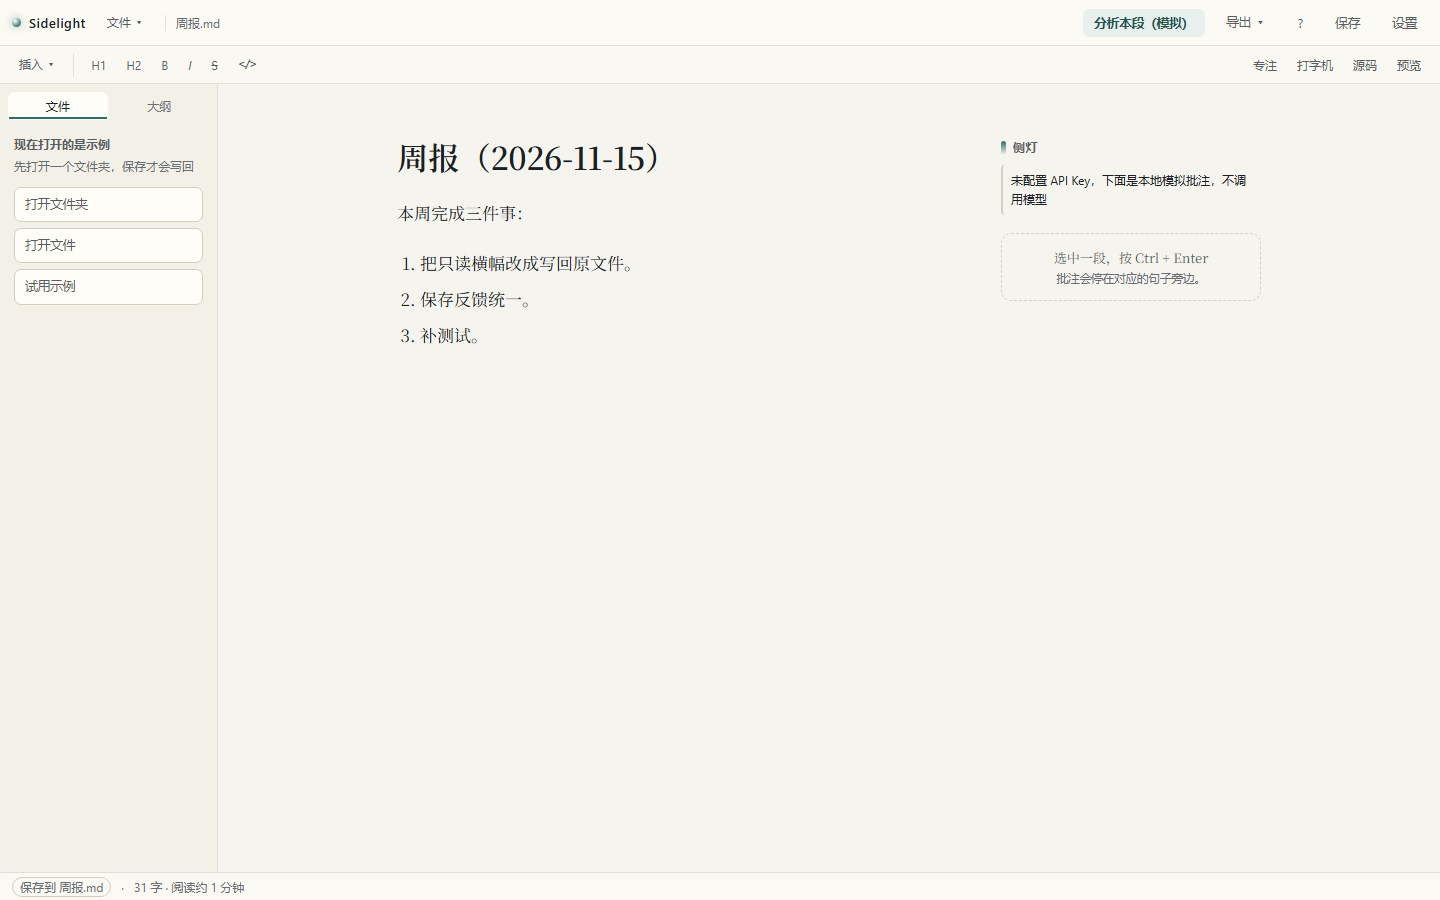 Sidelight 文件 ▾ 周报.md 分析本段（模拟） 导出 ▾ ? 保存 设置
插入 ▾ H1 H2 B I S </> 专注 打字机 源码 预览
文件 大纲
现在打开的是示例
先打开一个文件夹，保存才会写回
打开文件夹
打开文件
试用示例
周报（2026-11-15）
本周完成三件事：
1. 把只读横幅改成写回原文件。
2. 保存反馈统一。
3. 补测试。
侧灯
未配置 API Key，下面是本地模拟批注，不调
用模型
选中一段，按 Ctrl + Enter
批注会停在对应的句子旁边。
保存到 周报.md · 31 字 · 阅读约 1 分钟